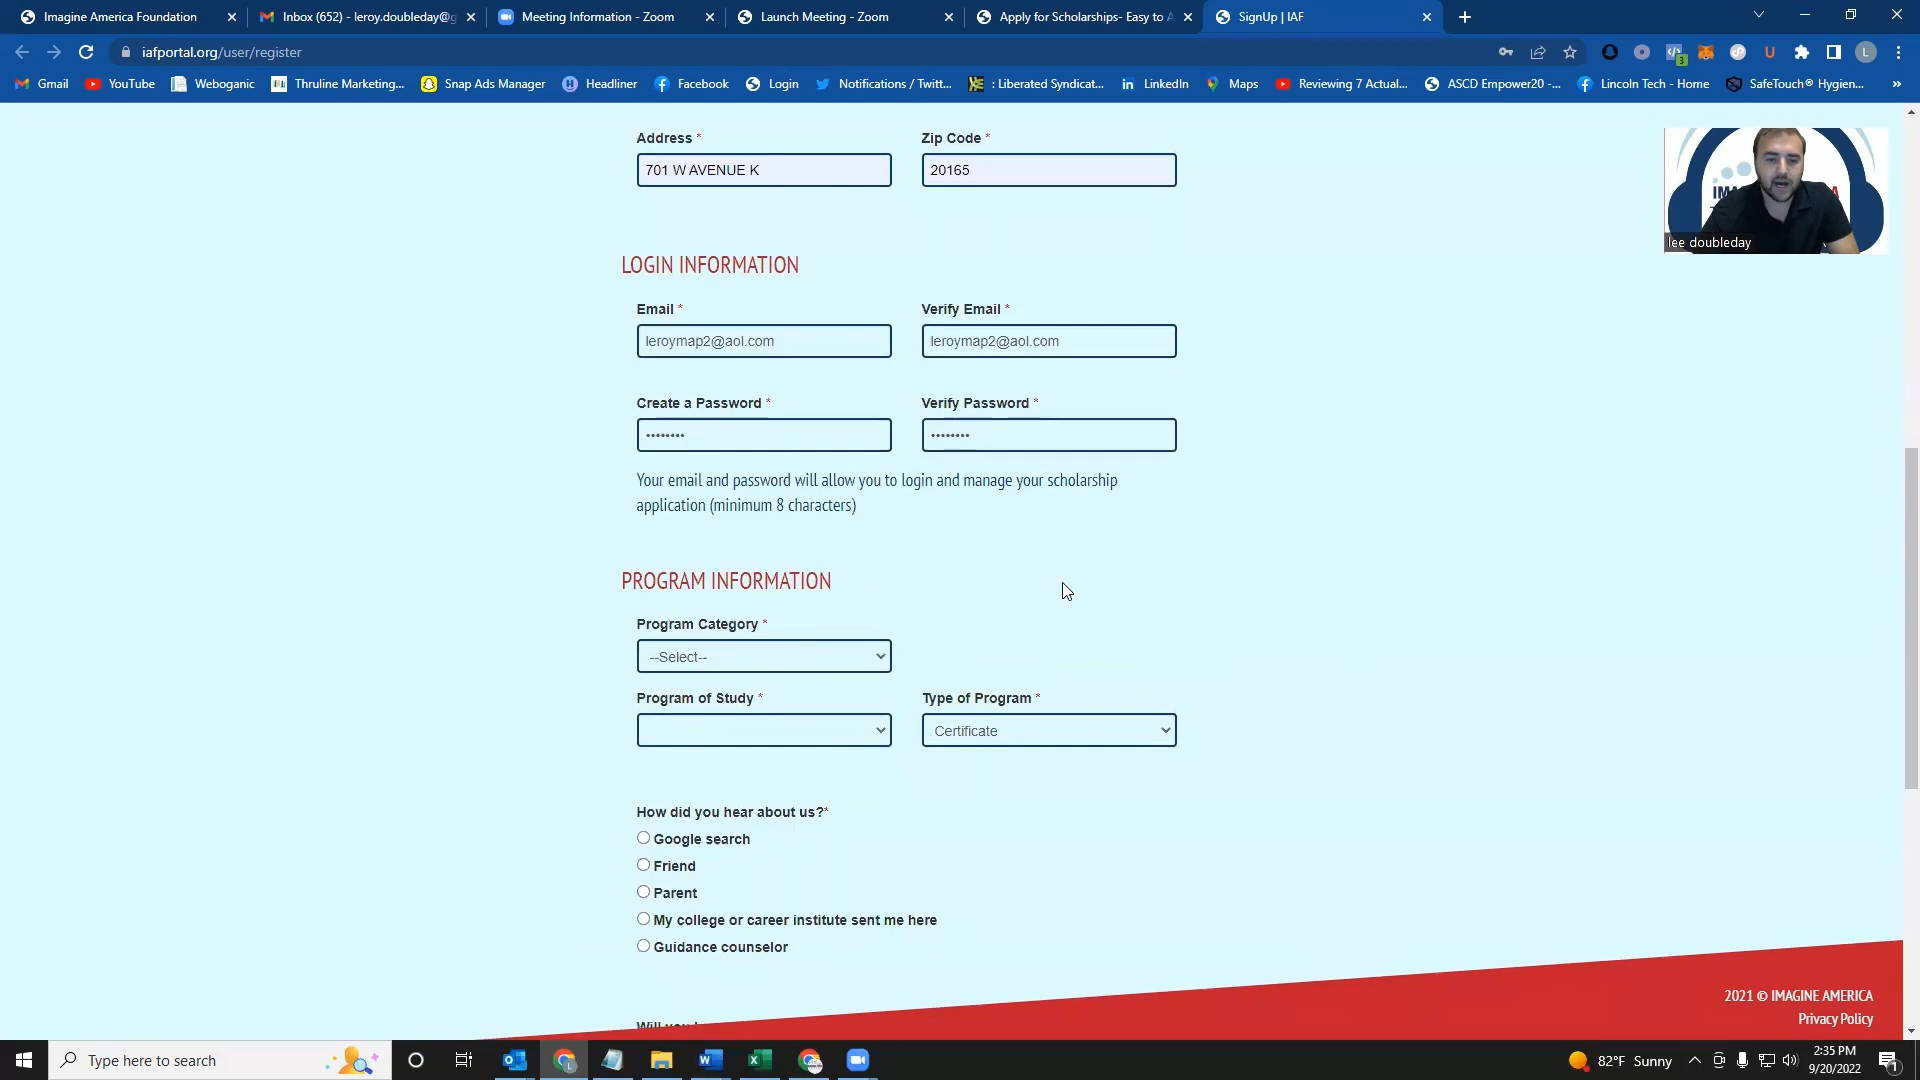 Imagine America Foundation
Inbox (652) - leroy.doubleday@g
Meeting Information - Zoom
Launch Meeting - Zoom
Apply for Scholarships- Easy to A
SignUp | IAF
iafportal.org/user/register
3
L
Gmail
YouTube
Weboganic
Thruline Marketing...
Snap Ads Manager
Headliner
Facebook
Login
Notifications / Twitt...
: Liberated Syndicat...
LinkedIn
Maps
Reviewing 7 Actual...
ASCD Empower20 -...
Lincoln Tech - Home
SafeTouch® Hygien...
»
Address *
Zip Code *
701 W AVENUE K
20165
lee doubleday
LOGIN INFORMATION
Email *
Verify Email *
leroymap2@aol.com
leroymap2@aol.com
Create a Password *
Verify Password *
••••••••
••••••••
Your email and password will allow you to login and manage your scholarship
application (minimum 8 characters)
PROGRAM INFORMATION
Program Category *
--Select--
Program of Study *
Type of Program *
Certificate
How did you hear about us?*
Google search
Friend
Parent
My college or career institute sent me here
Guidance counselor
2021 © IMAGINE AMERICA
Privacy Policy
Type here to search
82°F Sunny
2:35 PM
9/20/2022
1